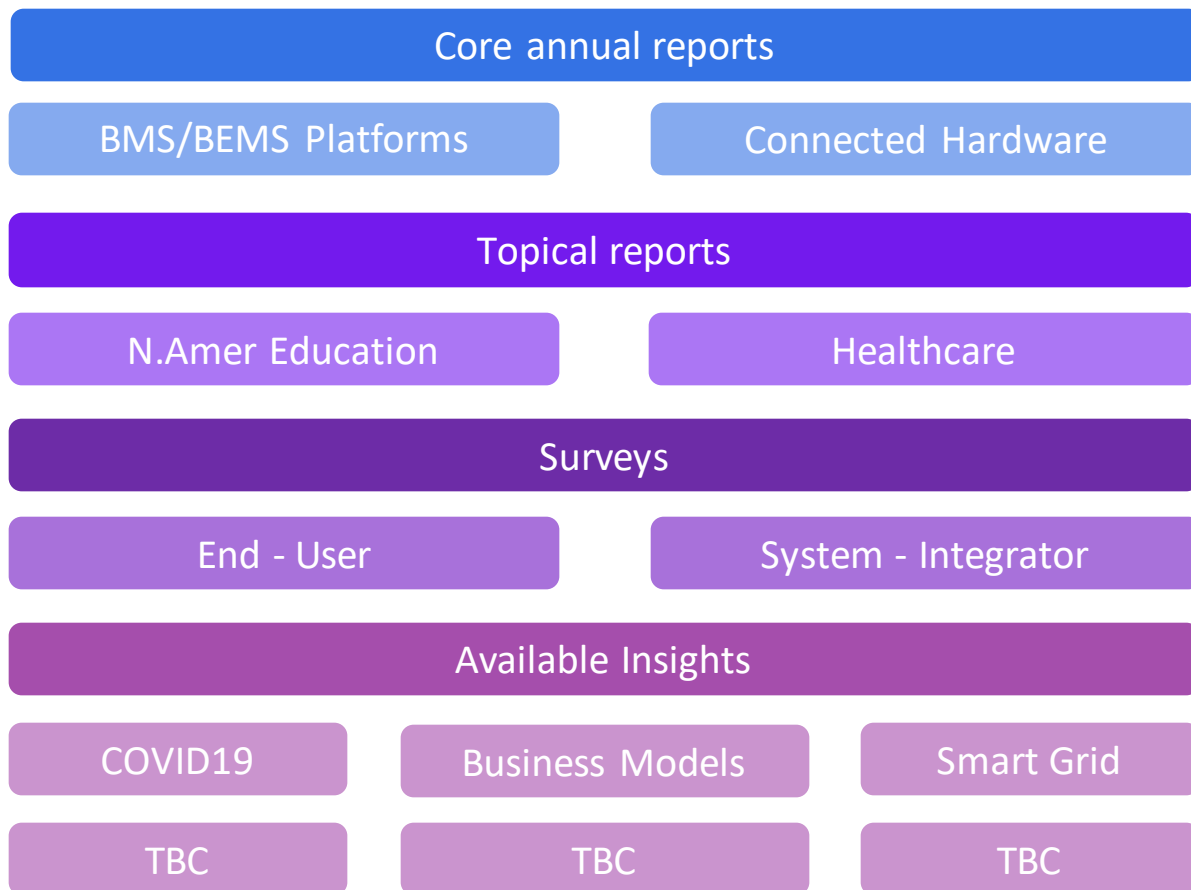 Core annual reports
BMS/BEMS Platforms
Connected Hardware
Topical reports
N.Amer Education
Healthcare
Surveys
End - User
System - Integrator
Available Insights
COVID19
Business Models
Smart Grid
TBC
TBC
TBC